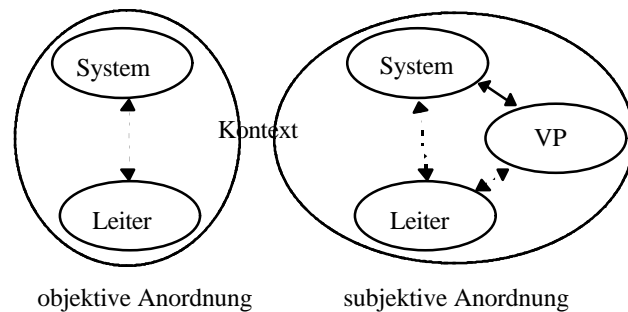 System
Leiter
Kontext
System
VP
Leiter
objektive Anordnung
subjektive Anordnung